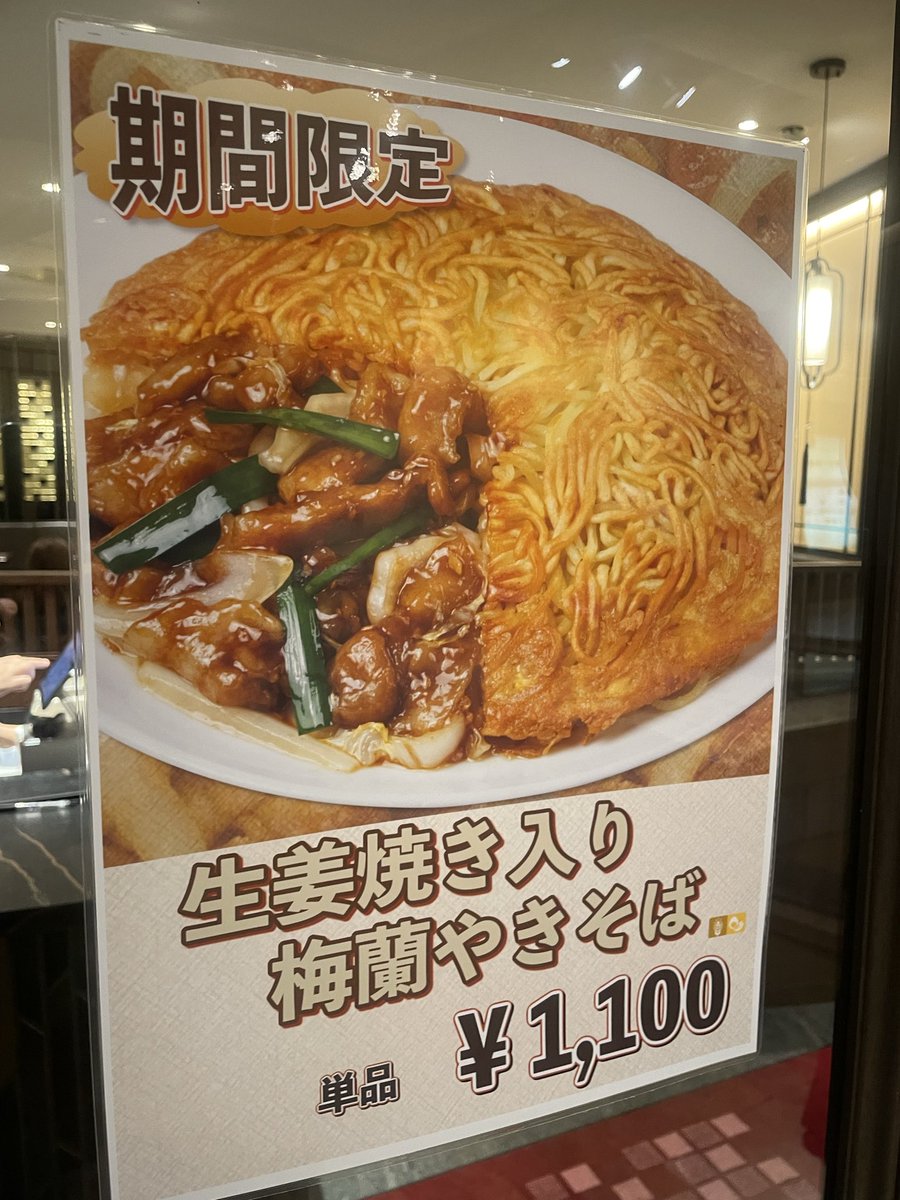 期間限定
生姜焼き入り
梅蘭やきそば
単品 ¥1,100